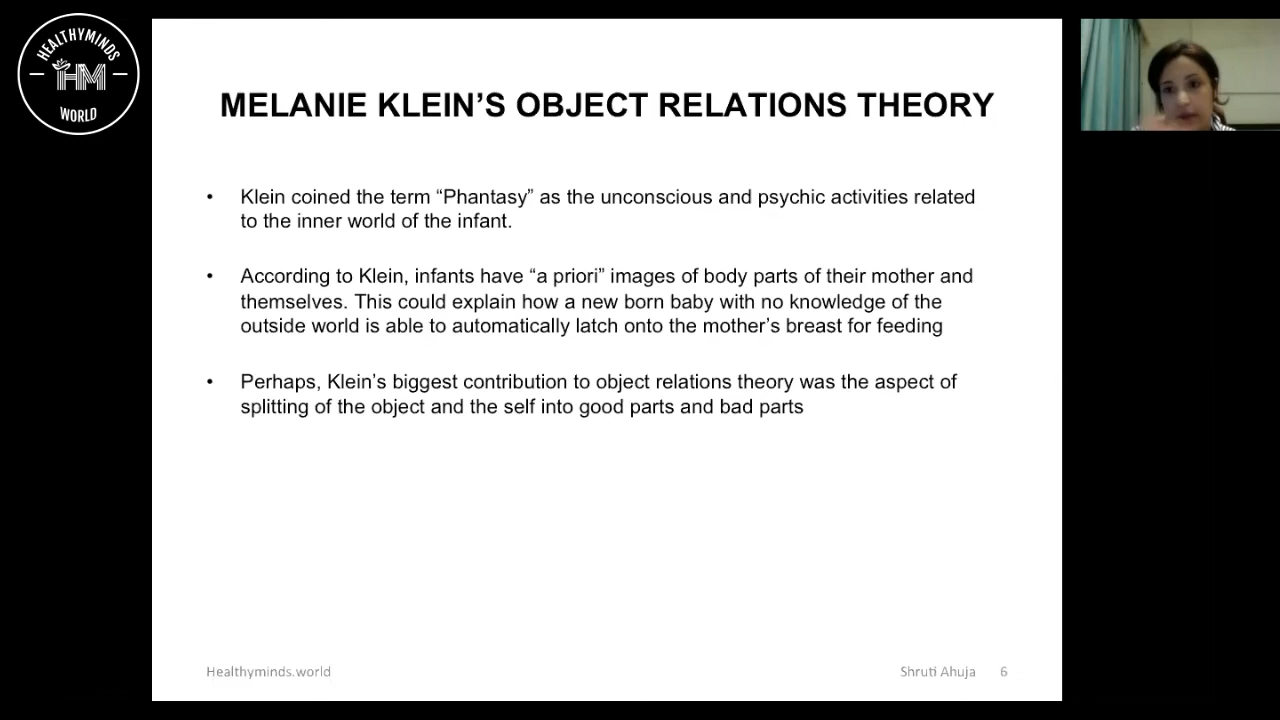 HEALTHYMINDS
HM
WORLD
MELANIE KLEIN’S OBJECT RELATIONS THEORY
• Klein coined the term “Phantasy” as the unconscious and psychic activities related
to the inner world of the infant.
• According to Klein, infants have “a priori” images of body parts of their mother and
themselves. This could explain how a new born baby with no knowledge of the
outside world is able to automatically latch onto the mother’s breast for feeding
• Perhaps, Klein’s biggest contribution to object relations theory was the aspect of
splitting of the object and the self into good parts and bad parts
Healthyminds.world
Shruti Ahuja 6